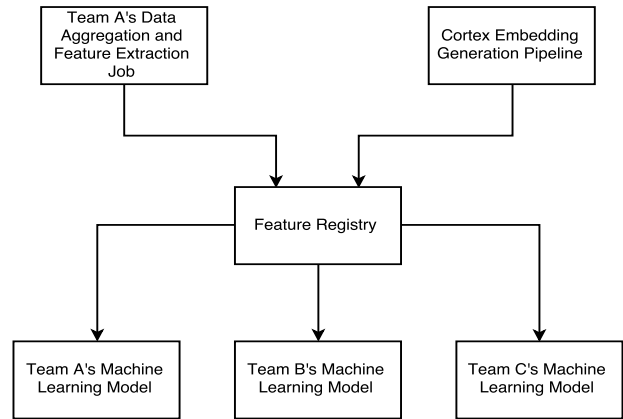 Team A's Data
Aggregation and
Feature Extraction
Job
Cortex Embedding
Generation Pipeline
Feature Registry
Team A's Machine
Learning Model
Team B's Machine
Learning Model
Team C's Machine
Learning Model